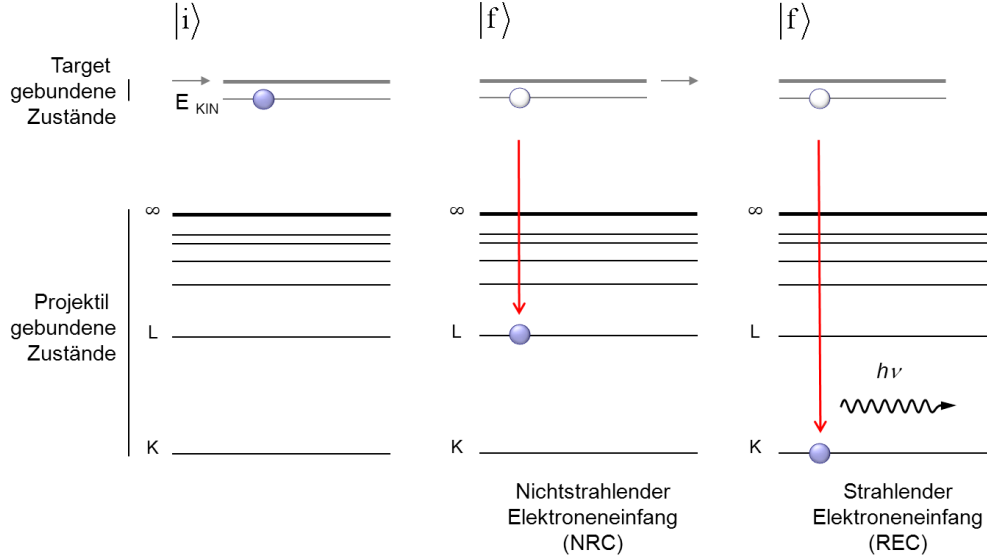 |i⟩
|f⟩
|f⟩
Target
gebundene
Zustände
E KIN
∞
∞
∞
Projektil
gebundene
Zustände
L
L
L
hν
K
K
K
Nichtstrahlender
Elektroneneinfang
(NRC)
Strahlender
Elektroneneinfang
(REC)